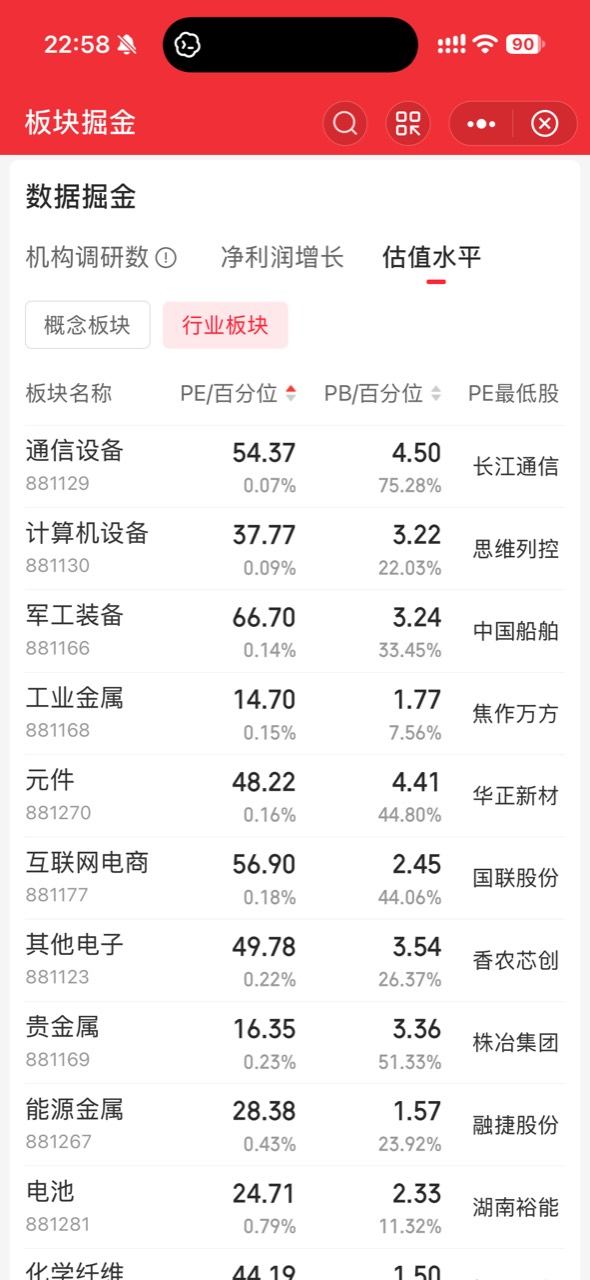 22:58
90
板块掘金
数据掘金
机构调研数 净利润增长 估值水平
概念板块 行业板块
板块名称 PE/百分位 PB/百分位 PE最低股
通信设备 54.37 4.50 长江通信
881129 0.07% 75.28%
计算机设备 37.77 3.22 思维列控
881130 0.09% 22.03%
军工装备 66.70 3.24 中国船舶
881166 0.14% 33.45%
工业金属 14.70 1.77 焦作万方
881168 0.15% 7.56%
元件 48.22 4.41 华正新材
881270 0.16% 44.80%
互联网电商 56.90 2.45 国联股份
881177 0.18% 44.06%
其他电子 49.78 3.54 香农芯创
881123 0.22% 26.37%
贵金属 16.35 3.36 株冶集团
881169 0.23% 51.33%
能源金属 28.38 1.57 融捷股份
881267 0.43% 23.92%
电池 24.71 2.33 湖南裕能
881281 0.79% 11.32%
化学纤维 44.19 1.50